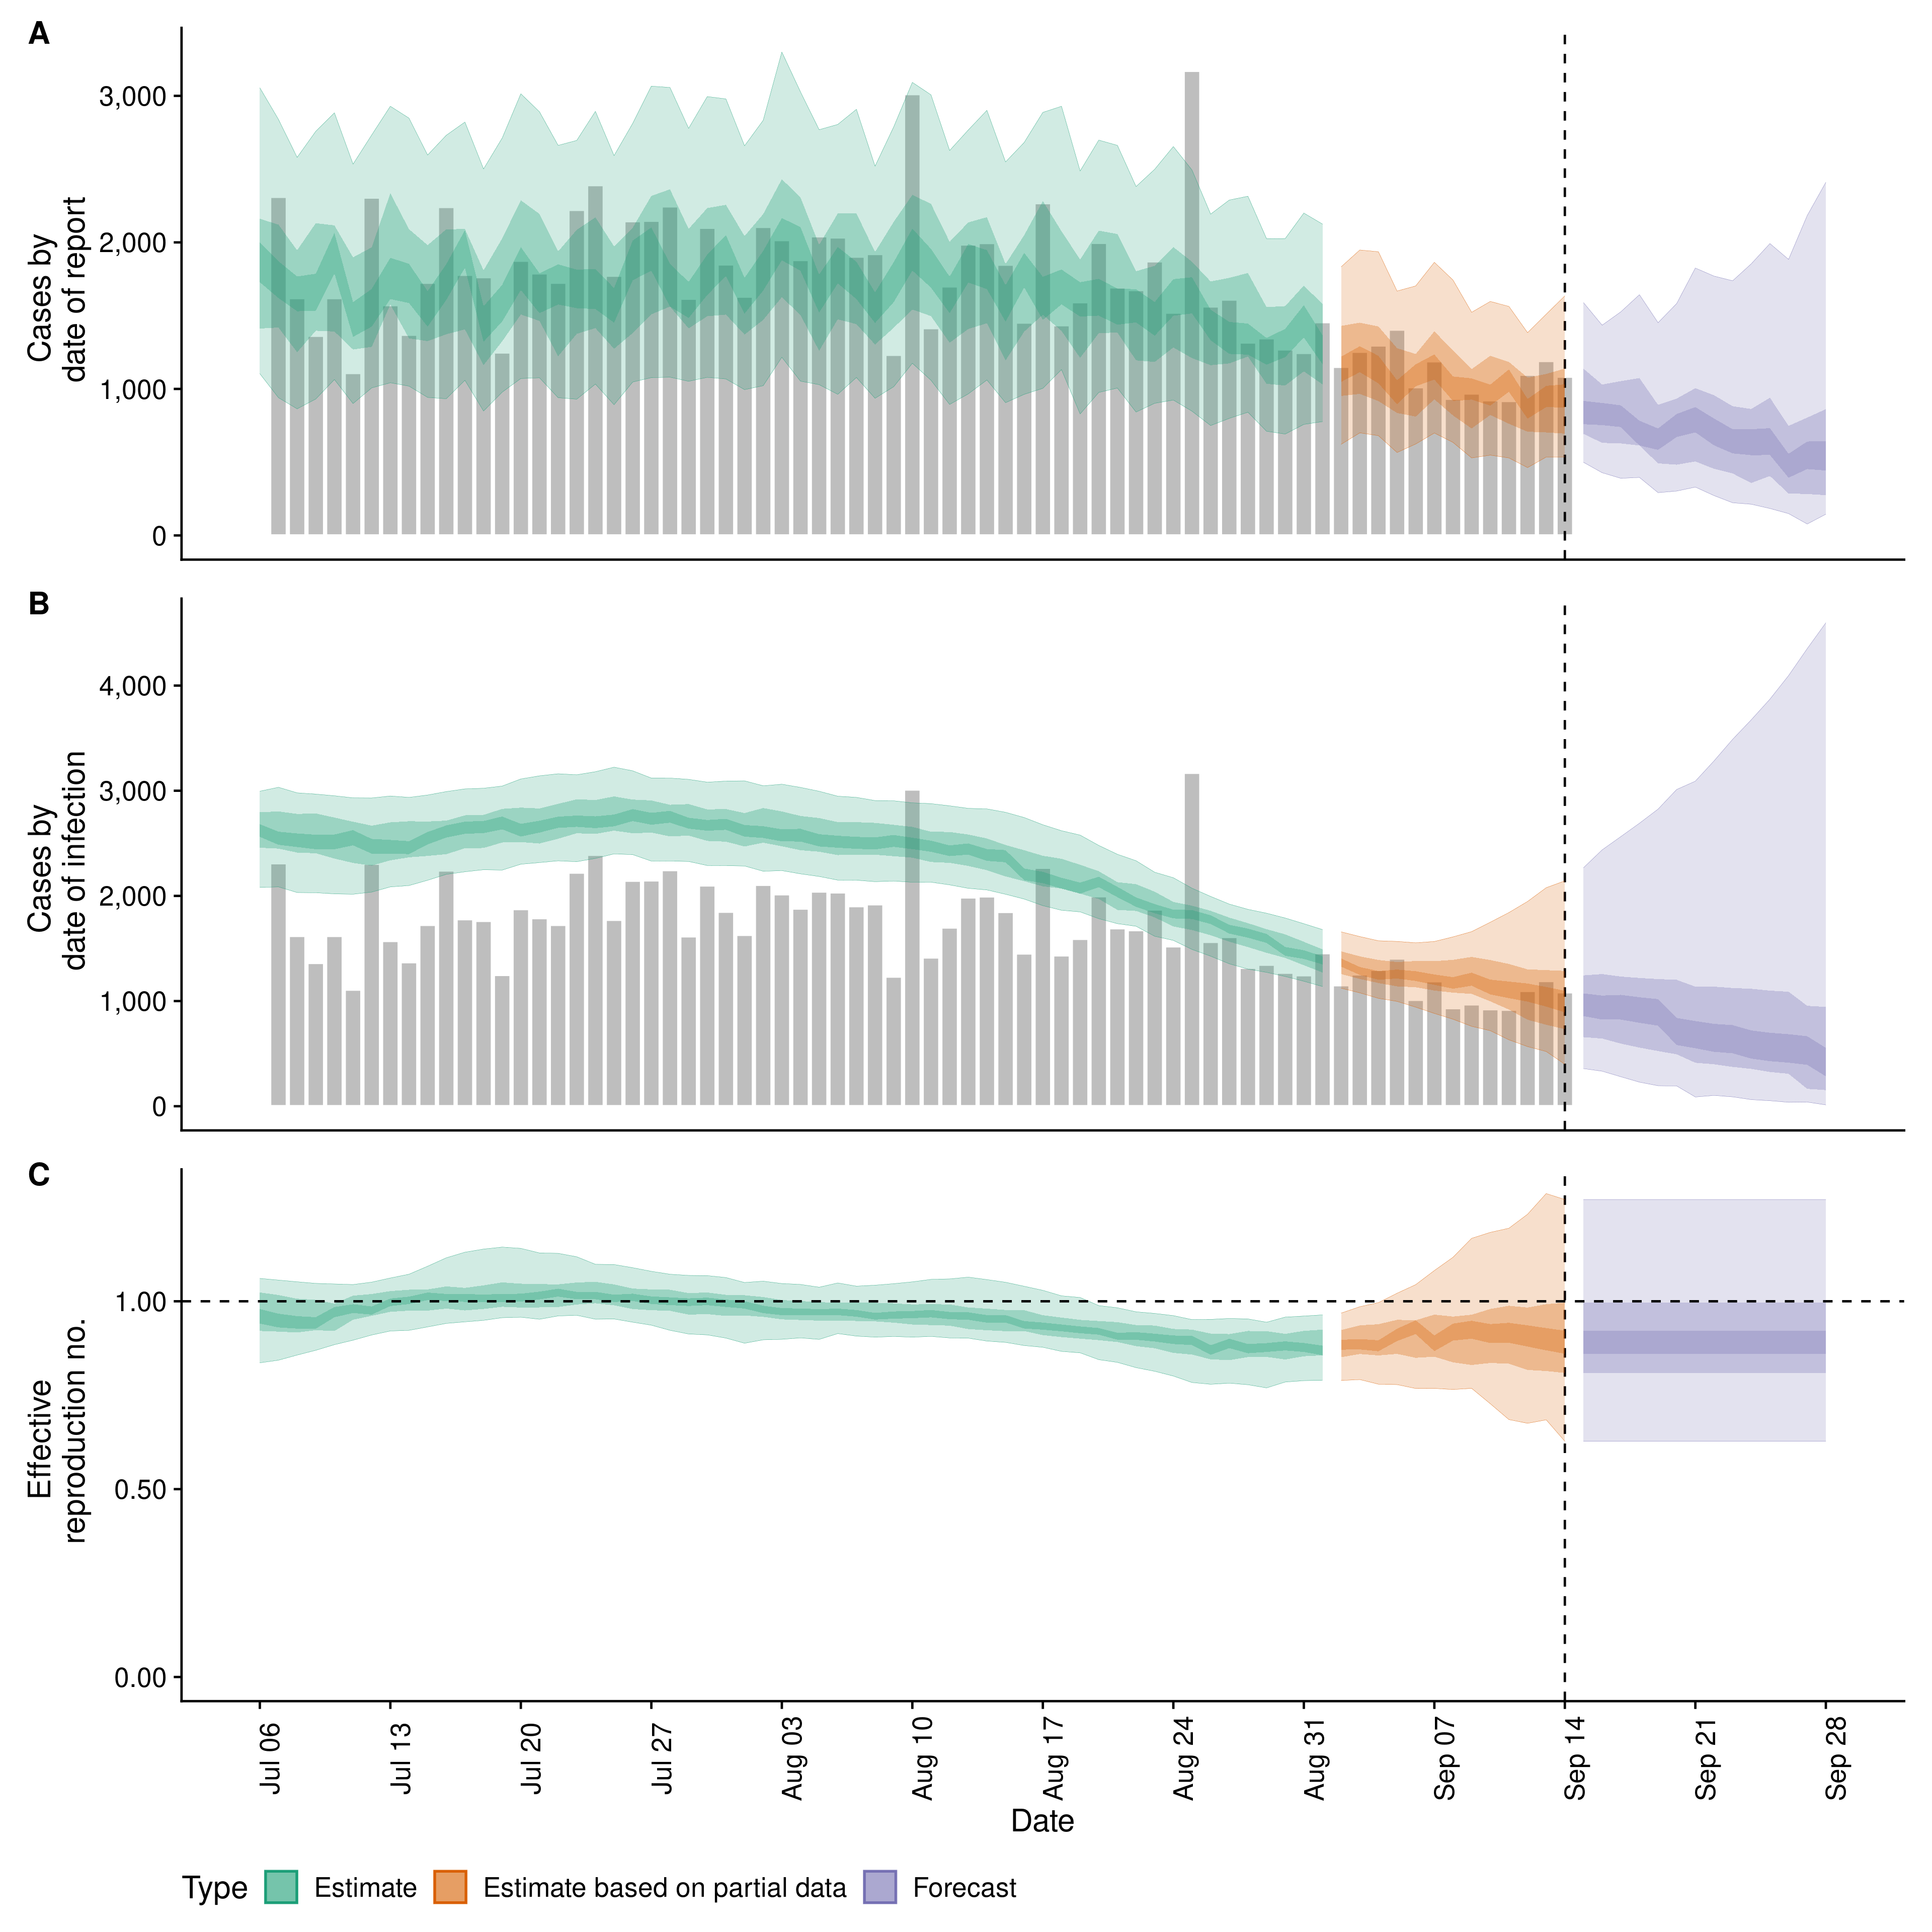 A
3,000
2,000
1,000
0
Cases by
date of report
B
4,000
3,000
2,000
1,000
0
Cases by
date of infection
C
1.00
0.50
0.00
Effective
reproduction no.
Jul 06
Jul 13
Jul 20
Jul 27
Aug 03
Aug 10
Aug 17
Aug 24
Aug 31
Sep 07
Sep 14
Sep 21
Sep 28
Date
Type Estimate Estimate based on partial data Forecast